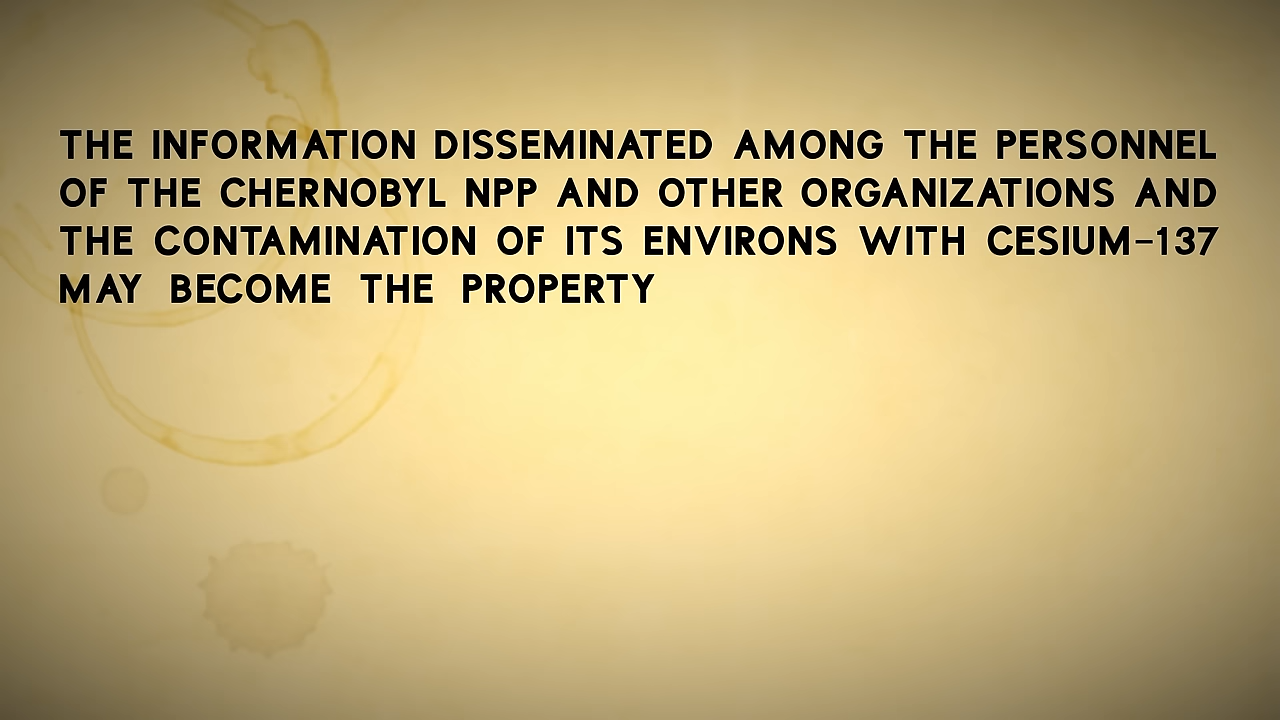 THE INFORMATION DISSEMINATED AMONG THE PERSONNEL
OF THE CHERNOBYL NPP AND OTHER ORGANIZATIONS AND
THE CONTAMINATION OF ITS ENVIRONS WITH CESIUM-137
MAY BECOME THE PROPERTY